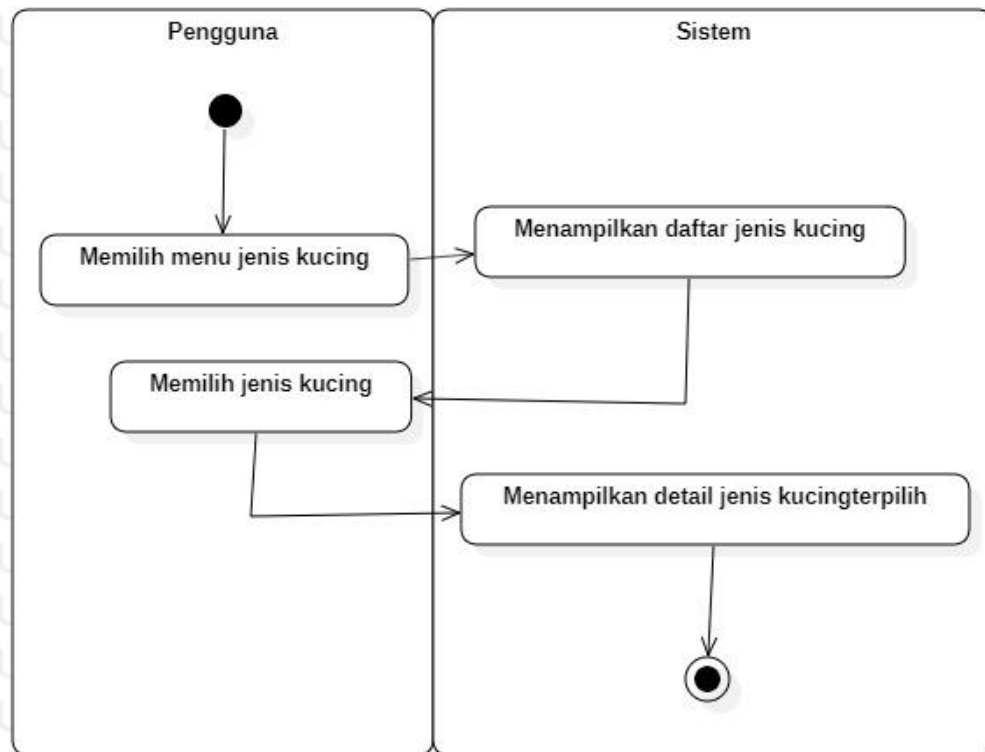 Pengguna
Sistem
Memilih menu jenis kucing
Menampilkan daftar jenis kucing
Memilih jenis kucing
Menampilkan detail jenis kucingterpilih